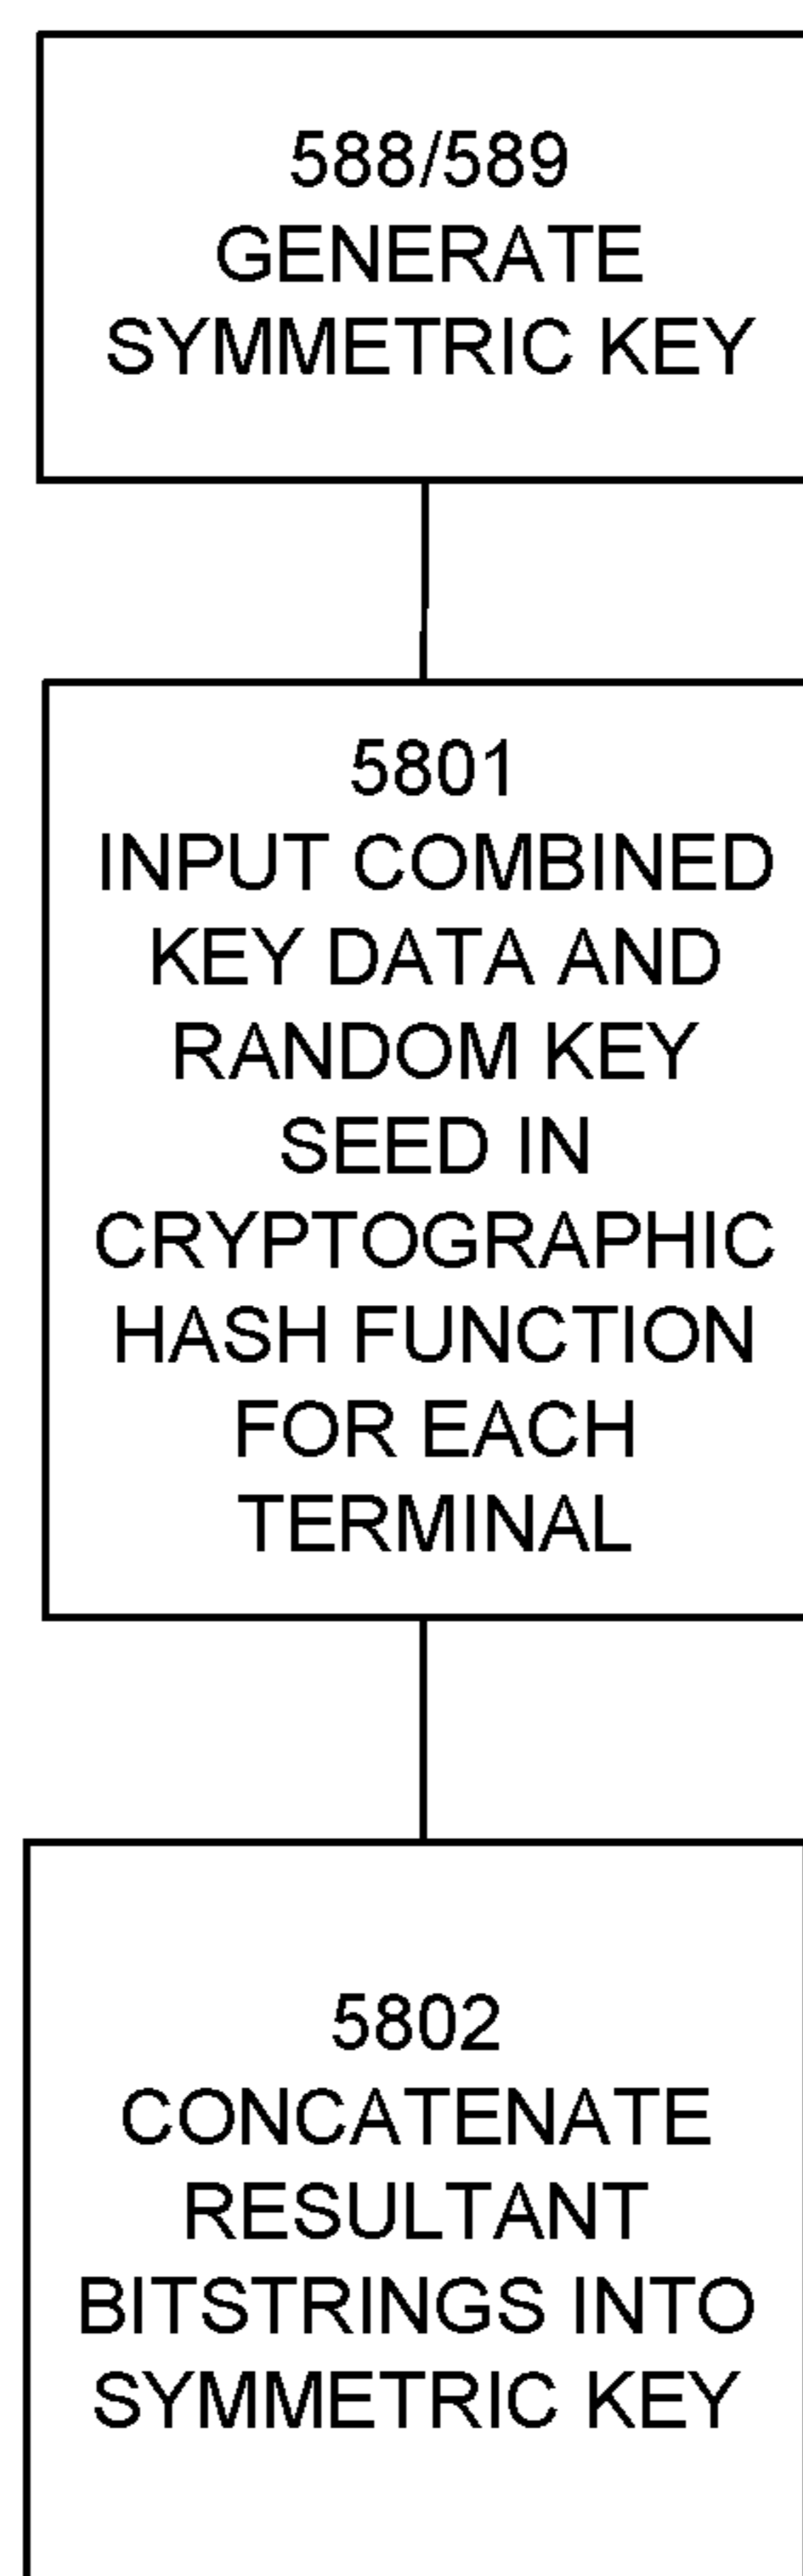 588/589
GENERATE
SYMMETRIC KEY
5801
INPUT COMBINED
KEY DATA AND
RANDOM KEY
SEED IN
CRYPTOGRAPHIC
HASH FUNCTION
FOR EACH
TERMINAL
5802
CONCATENATE
RESULTANT
BITSTRINGS INTO
SYMMETRIC KEY